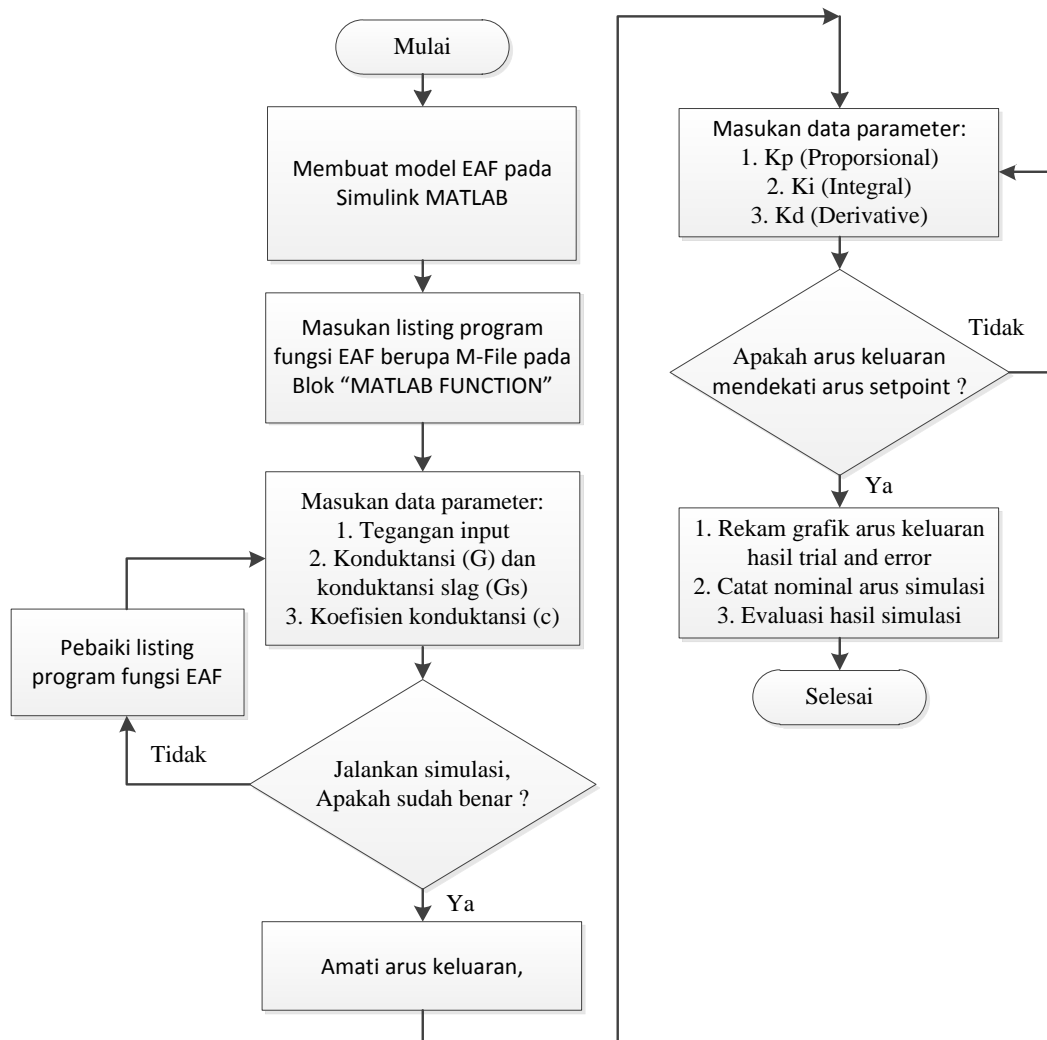 Mulai
Membuat model EAF pada
Simulink MATLAB
Masukan listing program
fungsi EAF berupa M-File pada
Blok “MATLAB FUNCTION”
Masukan data parameter:
1. Tegangan input
2. Konduktansi (G) dan
konduktansi slag (Gs)
3. Koefisien konduktansi (c)
Pebaiki listing
program fungsi EAF
Tidak
Jalankan simulasi,
Apakah sudah benar ?
Ya
Amati arus keluaran,
Masukan data parameter:
1. Kp (Proporsional)
2. Ki (Integral)
3. Kd (Derivative)
Tidak
Apakah arus keluaran
mendekati arus setpoint ?
Ya
1. Rekam grafik arus keluaran
hasil trial and error
2. Catat nominal arus simulasi
3. Evaluasi hasil simulasi
Selesai